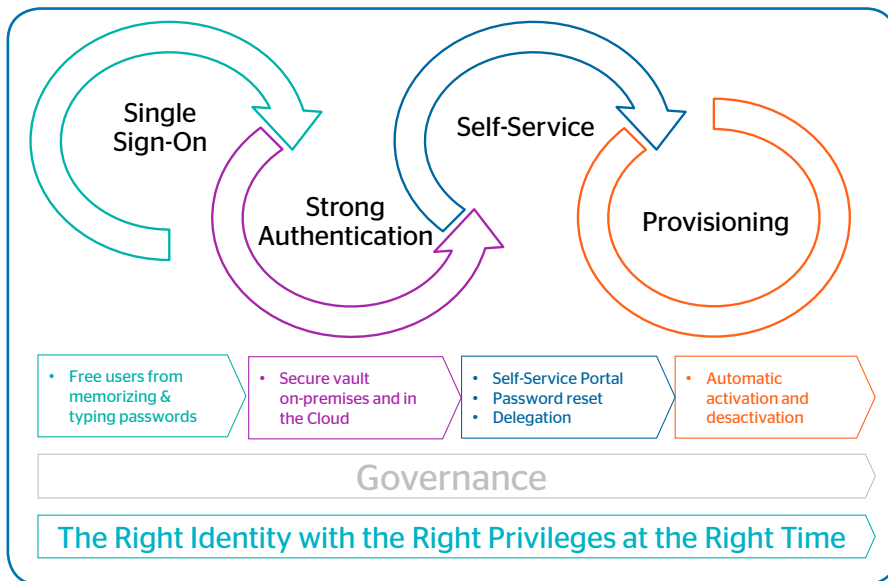 Single
Sign-On
Strong
Authentication
Self-Service
Provisioning
• Free users from
memorizing &
typing passwords
• Secure vault
on-premises and in
the Cloud
• Self-Service Portal
• Password reset
• Delegation
• Automatic
activation and
desactivation
Governance
The Right Identity with the Right Privileges at the Right Time